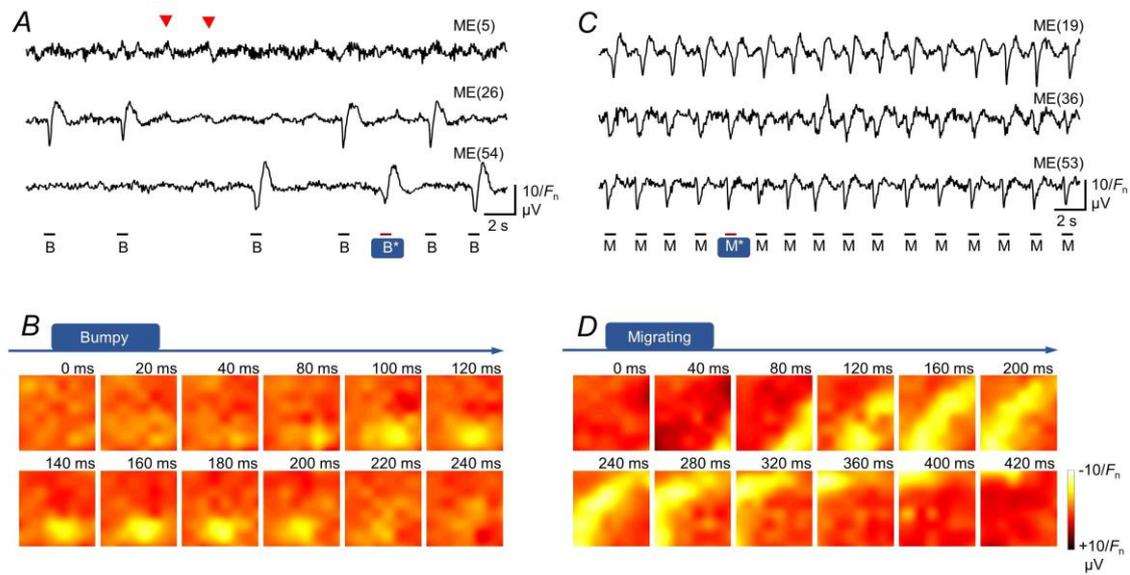 A
ME(5)
ME(26)
ME(54)
10/Fn
µV
2 s
B B B B B* B B
C
ME(19)
ME(36)
ME(53)
10/Fn
µV
2 s
M M M M M* M M M M M M M M M M M
B
Bumpy
0 ms 20 ms 40 ms 80 ms 100 ms 120 ms
140 ms 160 ms 180 ms 200 ms 220 ms 240 ms
D
Migrating
0 ms 40 ms 80 ms 120 ms 160 ms 200 ms
240 ms 280 ms 320 ms 360 ms 400 ms 420 ms
-10/Fn
+10/Fn
µV